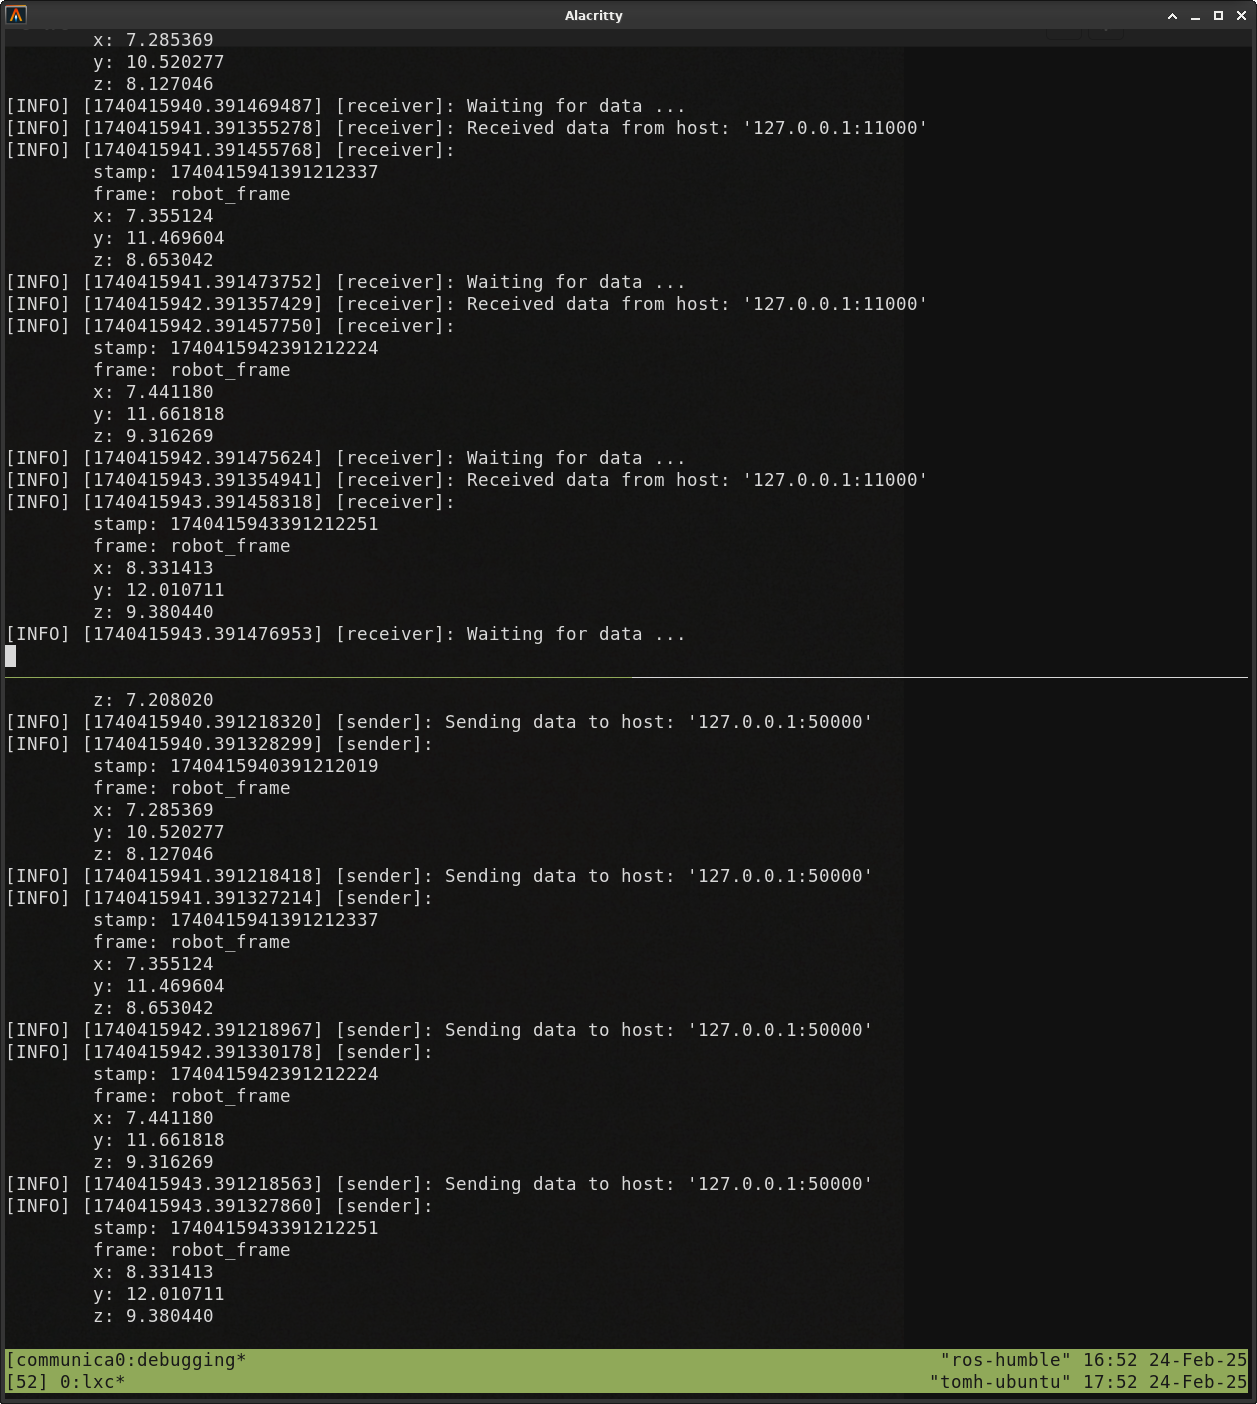 Alacritty
x: 7.285369
y: 10.520277
z: 8.127046
[INFO] [1740415940.391469487] [receiver]: Waiting for data ...
[INFO] [1740415941.391355278] [receiver]: Received data from host: '127.0.0.1:11000'
[INFO] [1740415941.391455768] [receiver]:
stamp: 1740415941391212337
frame: robot_frame
x: 7.355124
y: 11.469604
z: 8.653042
[INFO] [1740415941.391473752] [receiver]: Waiting for data ...
[INFO] [1740415942.391357429] [receiver]: Received data from host: '127.0.0.1:11000'
[INFO] [1740415942.391457750] [receiver]:
stamp: 1740415942391212224
frame: robot_frame
x: 7.441180
y: 11.661818
z: 9.316269
[INFO] [1740415942.391475624] [receiver]: Waiting for data ...
[INFO] [1740415943.391354941] [receiver]: Received data from host: '127.0.0.1:11000'
[INFO] [1740415943.391458318] [receiver]:
stamp: 1740415943391212251
frame: robot_frame
x: 8.331413
y: 12.010711
z: 9.380440
[INFO] [1740415943.391476953] [receiver]: Waiting for data ...
z: 7.208020
[INFO] [1740415940.391218320] [sender]: Sending data to host: '127.0.0.1:50000'
[INFO] [1740415940.391328299] [sender]:
stamp: 1740415940391212019
frame: robot_frame
x: 7.285369
y: 10.520277
z: 8.127046
[INFO] [1740415941.391218418] [sender]: Sending data to host: '127.0.0.1:50000'
[INFO] [1740415941.391327214] [sender]:
stamp: 1740415941391212337
frame: robot_frame
x: 7.355124
y: 11.469604
z: 8.653042
[INFO] [1740415942.391218967] [sender]: Sending data to host: '127.0.0.1:50000'
[INFO] [1740415942.391330178] [sender]:
stamp: 1740415942391212224
frame: robot_frame
x: 7.441180
y: 11.661818
z: 9.316269
[INFO] [1740415943.391218563] [sender]: Sending data to host: '127.0.0.1:50000'
[INFO] [1740415943.391327860] [sender]:
stamp: 1740415943391212251
frame: robot_frame
x: 8.331413
y: 12.010711
z: 9.380440
[communica0:debugging* "ros-humble" 16:52 24-Feb-25
[52] 0:lxc* "tomh-ubuntu" 17:52 24-Feb-25